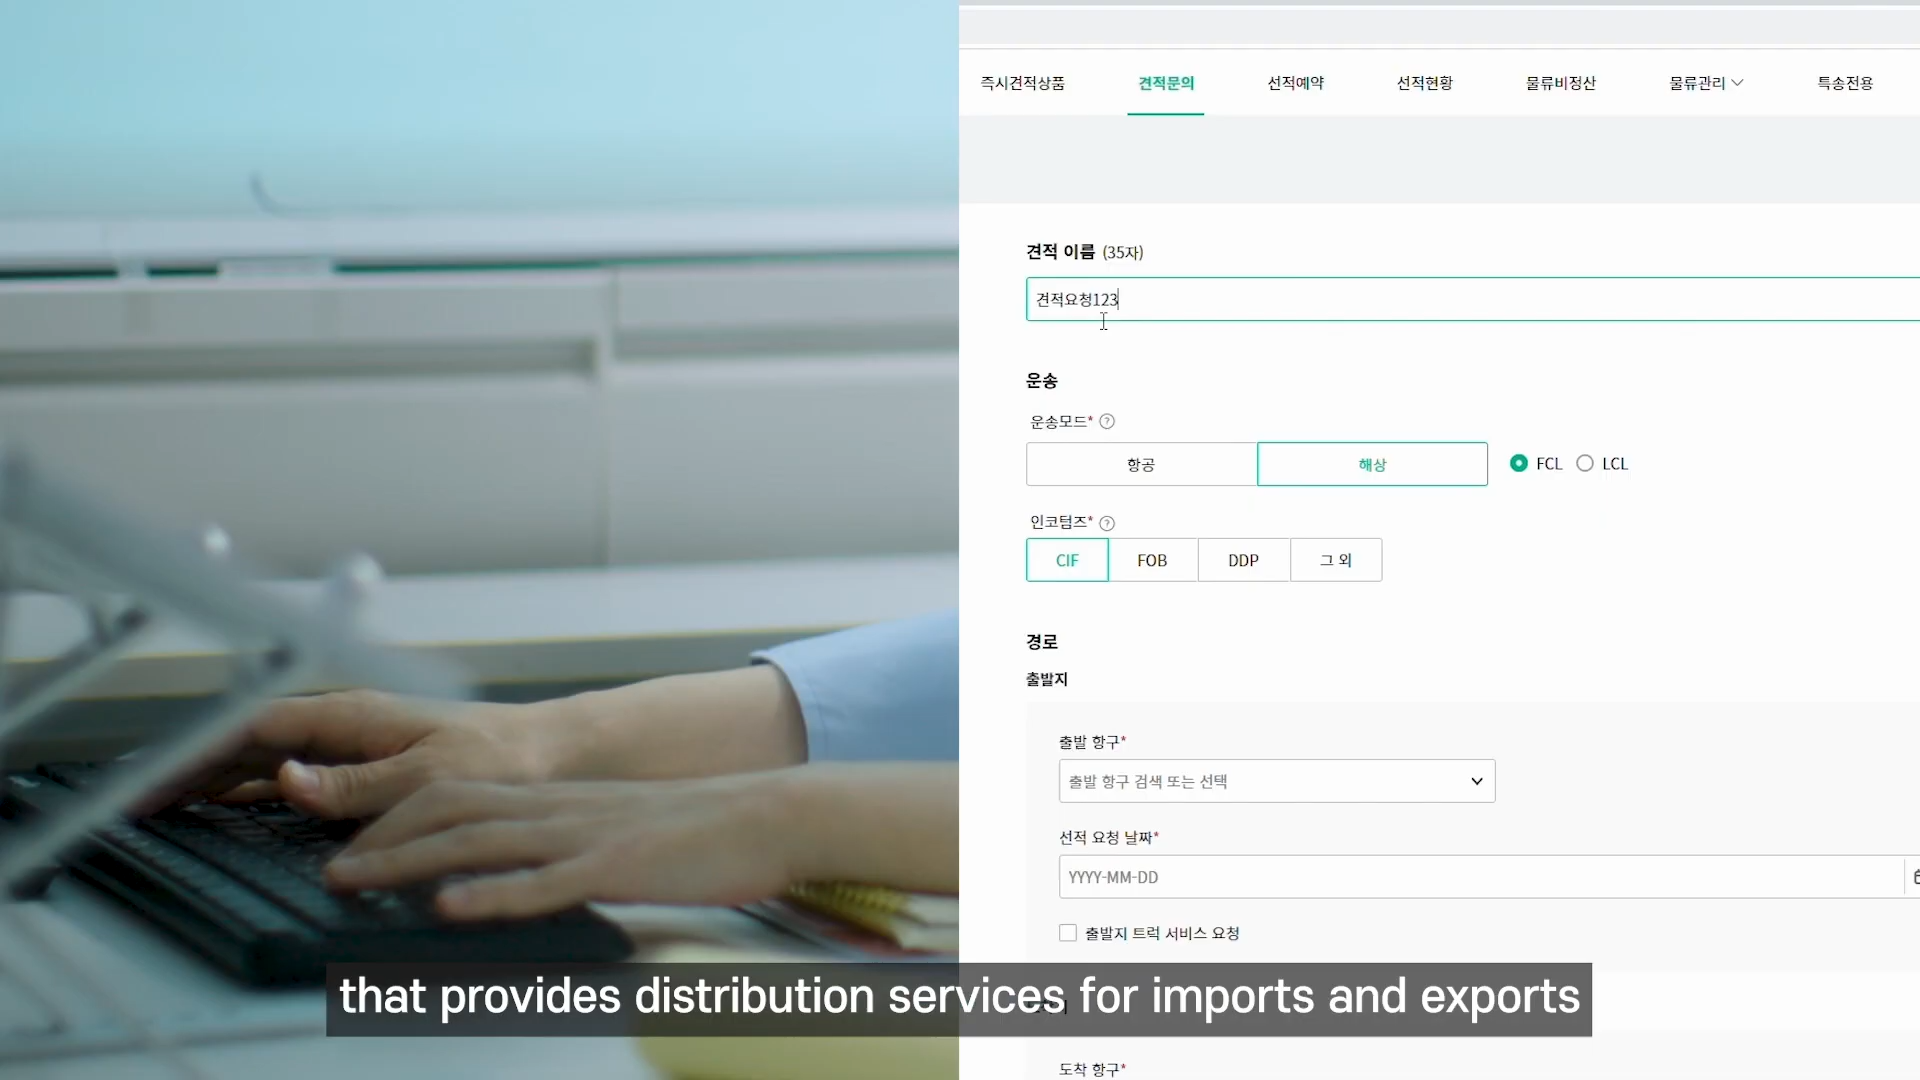 즉시견적상품 견적문의 선적예약 선적현황 물류비정산 물류관리 특송전용
견적 이름 (35자)
견적요청123
운송
운송모드*
항공 해상 FCL LCL
인코텀즈*
CIF FOB DDP 그 외
경로
출발지
출발 항구*
출발 항구 검색 또는 선택
선적 요청 날짜*
YYYY-MM-DD
출발지 트럭 서비스 요청
that provides distribution services for imports and exports
도착 항구*